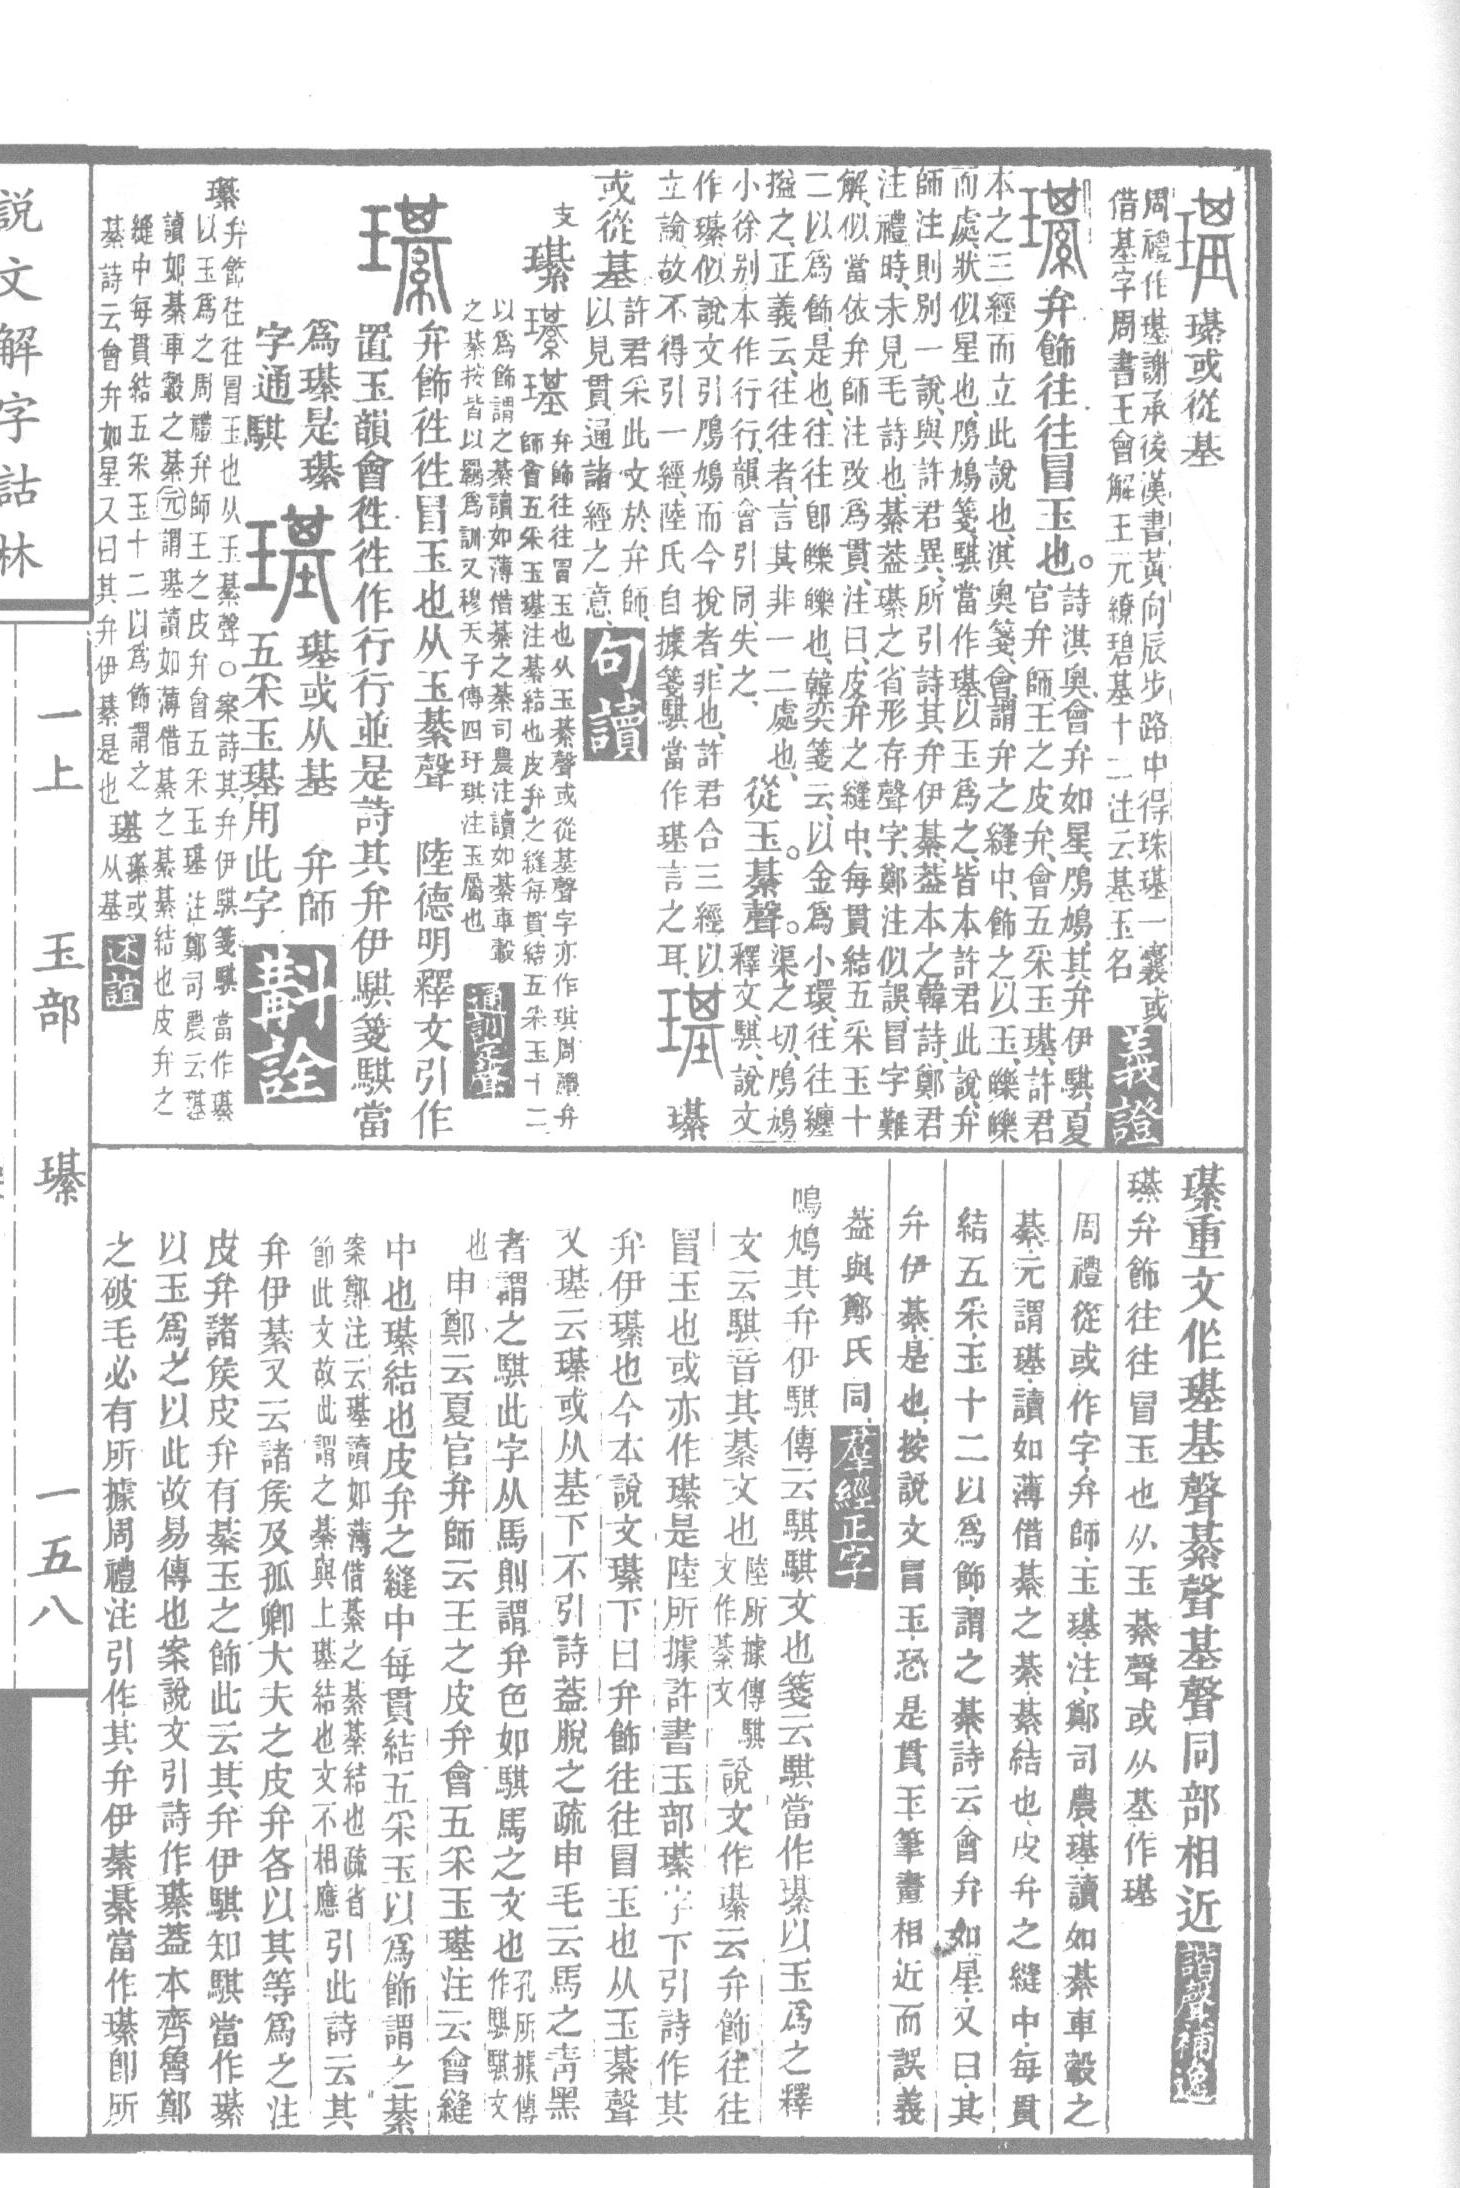 璂 璂或從基
周禮作璂謝承後漢書黃向辰步路中得珠璂一囊或
借基字周書王會解王元繚碧基十二注云基玉名 義證
璂 弁飾往往冒玉也。詩淇奧會弁如星鳲鳩其弁伊騏夏
官弁師王之皮弁會五采玉璂許君
本之三經而立此說也淇奧箋會謂弁之縫中飾之以玉皪皪
而處狀似星也鳲鳩箋騏當作璂以玉爲之皆本許君此說弁
師注則別一說與許君異所引詩其弁伊綦葢本之韓詩鄭君
注禮時未見毛詩也綦葢璂之省形存聲字鄭注似誤冒字難
解似當依弁師注改爲貫注曰皮弁之縫中每貫結五采玉十
二以爲飾是也往往卽皪皪也韓奕箋云以金爲小環往往纏
搤之正義云往往者言其非一二處也、從玉綦聲。渠之切鳲鳩
小徐別本作行行韻會引同失之、釋文騏說文
作璂似說文引鳲鳩而今捝者非也許君合三經以
立論故不得引一經陸氏自據箋騏當作璂言之耳 璂 璂
或從基許君采此文於弁師、
以見貫通諸經之意 句讀
支
璂 璂 璂 弁飾往往冒玉也从玉綦聲或從基聲字亦作琪周禮弁
師會五采玉璂注綦結也皮弁之縫每貫結五采玉十二
以爲飾謂之綦讀如薄借綦之綦司農注讀如綦車轂
之綦按皆以羈爲訓又穆天子傳四玗琪注玉屬也 通訓定聲
璂 弁飾往往冒玉也从玉綦聲 陸德明釋文引作
置玉韻會往往作行行並是詩其弁伊騏箋騏當
爲璂是璂 璂 璂或从基 弁師
字通騏 五采玉璂用此字 斠詮
璂 弁飾往往冒玉也从玉綦聲〇案詩其弁伊騏箋騏當作璂
以玉爲之周禮弁師王之皮弁會五采玉璂注鄭司農云璂
讀如綦車轂之綦元謂璂讀如薄借綦之綦綦結也皮弁之
縫中每貫結五采玉十二以爲飾謂之 璂 璂或
綦詩云會弁如星又曰其弁伊綦是也 从基 述誼
璂重文作璂基聲綦聲基聲同部相近 諧聲補逸
璂弁飾往往冒玉也从玉綦聲或从基作璂
周禮從或作字弁師玉璂注鄭司農璂讀如綦車轂之
綦元謂璂讀如薄借綦之綦綦結也皮弁之縫中每貫
結五采玉十二以爲飾謂之綦詩云會弁如星又曰其
弁伊綦是也按說文冒玉恐是貫玉筆畫相近而誤義
葢與鄭氏同 羣經正字
鳴鳩其弁伊騏傳云騏騏文也箋云騏當作璂以玉爲之釋
文云騏音其綦文也 陸所據傳騏
文作綦文 說文作璂云弁飾往往
冒玉也或亦作璂是陸所據許書玉部璂字下引詩作其
弁伊璂也今本說文璂下曰弁飾往往冒玉也从玉綦聲
又璂云璂或从基下不引詩葢脫之疏申毛云馬之靑黑
者謂之騏此字从馬則謂弁色如騏馬之文也 孔所據傳
作騏騏文
也 申鄭云夏官弁師云王之皮弁會五采玉璂注云會縫
中也璂結也皮弁之縫中每貫結五采玉以爲飾謂之綦
案鄭注云璂讀如薄借綦之綦綦結也疏省
節此文故此謂之綦與上璂結也文不相應 引此詩云其
弁伊綦又云諸侯及孤卿大夫之皮弁各以其等爲之注
皮弁諸侯皮弁有綦玉之飾此云其弁伊騏知騏當作璂
以玉爲之以此故易傳也案說文引詩作璂葢本齊魯鄭
之破毛必有所據周禮注引作其弁伊綦綦當作璂卽所
説文解字詁林
一上 玉部 璂 一五八